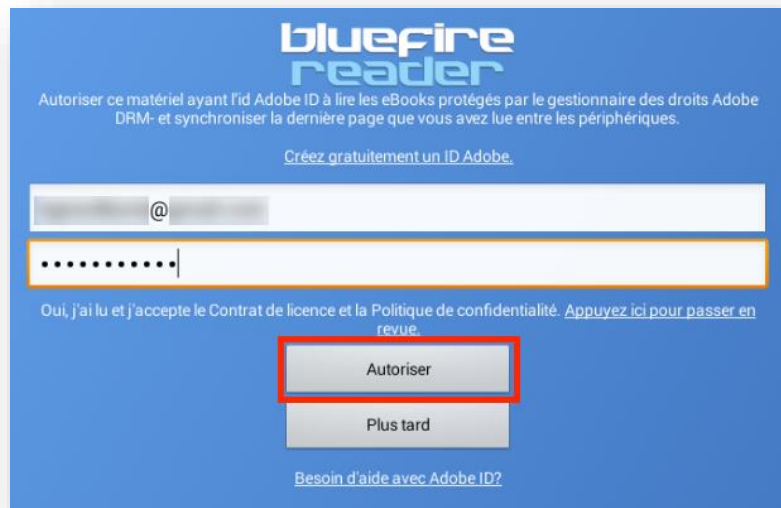 bluefire
reader
Autoriser ce matériel ayant l'id Adobe ID à lire les eBooks protégés par le gestionnaire des droits Adobe
DRM- et synchroniser la dernière page que vous avez lue entre les périphériques.
Créez gratuitement un ID Adobe.
@
•••••••••••
Oui, j'ai lu et j'accepte le Contrat de licence et la Politique de confidentialité. Appuyez ici pour passer en
revue.
Autoriser
Plus tard
Besoin d'aide avec Adobe ID?